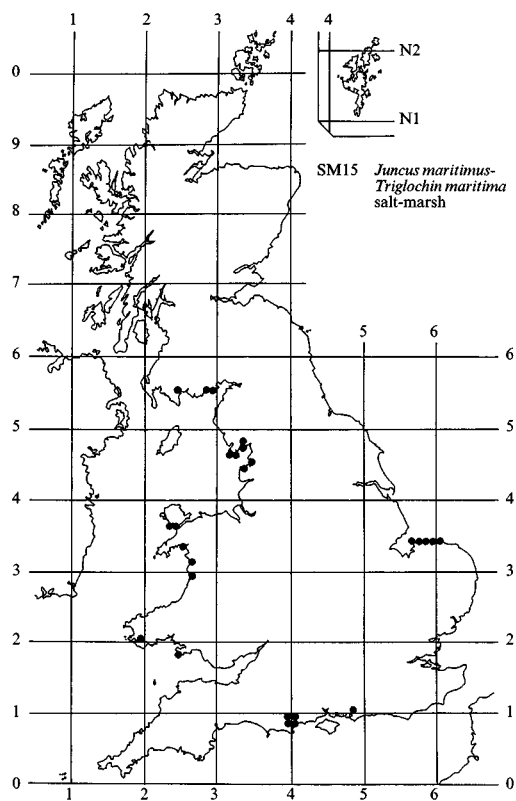 1 2 3 4 4
N2
0
N1
9
SM15 Juncus maritimus-
Triglochin maritima
salt-marsh
8
7
5 6
6 6
5 5
4 4
3 3
2 2
1 1
0 0
1 2 3 4 5 6